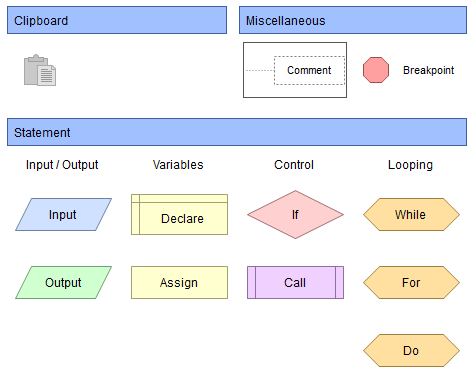 Clipboard
Miscellaneous
Comment
Breakpoint
Statement
Input / Output
Variables
Control
Looping
Input
Declare
If
While
Output
Assign
Call
For
Do